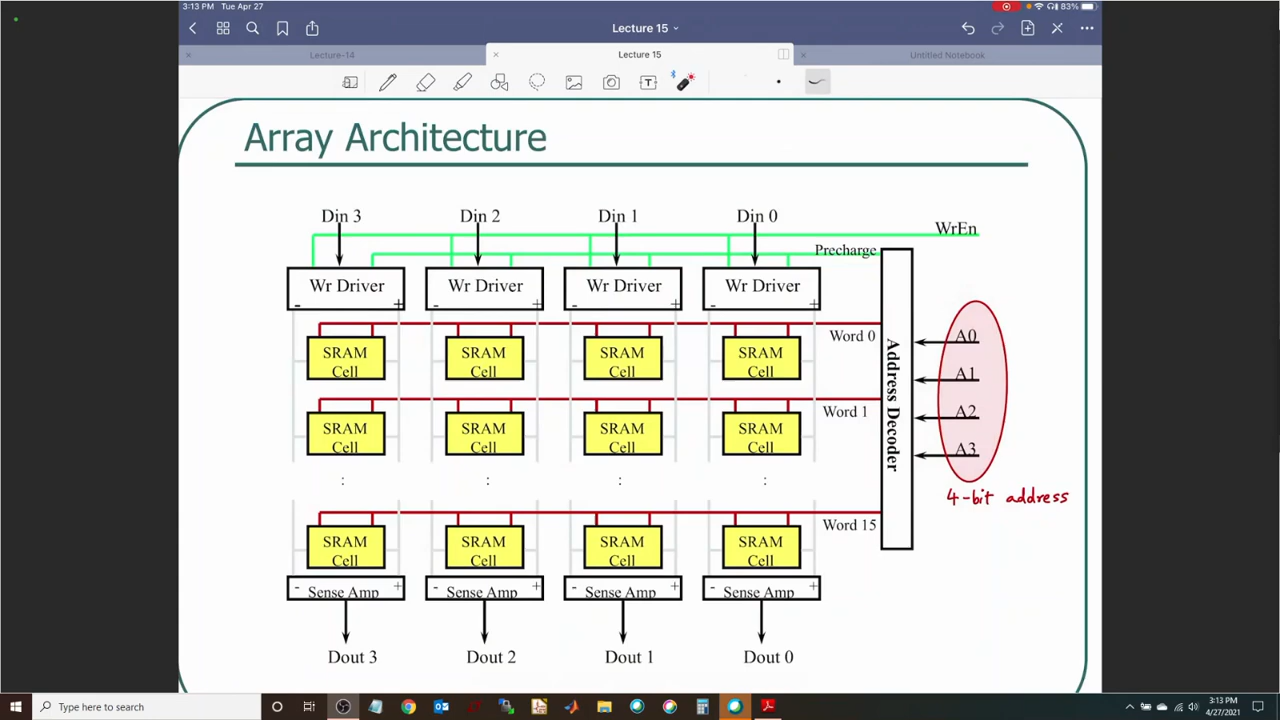 3:13 PM Tue Apr 27
83%
Lecture 15
Lecture-14
Lecture 15
Untitled Notebook
Array Architecture
Din 3 Din 2 Din 1 Din 0
WrEn
Precharge
Wr Driver Wr Driver Wr Driver Wr Driver
- + - + - + - +
Word 0
SRAM Cell SRAM Cell SRAM Cell SRAM Cell
Word 1
SRAM Cell SRAM Cell SRAM Cell SRAM Cell
: : : :
Word 15
SRAM Cell SRAM Cell SRAM Cell SRAM Cell
- Sense Amp + - Sense Amp + - Sense Amp + - Sense Amp +
Dout 3 Dout 2 Dout 1 Dout 0
Address Decoder
A0
A1
A2
A3
4-bit address
Type here to search
3:13 PM
4/27/2021